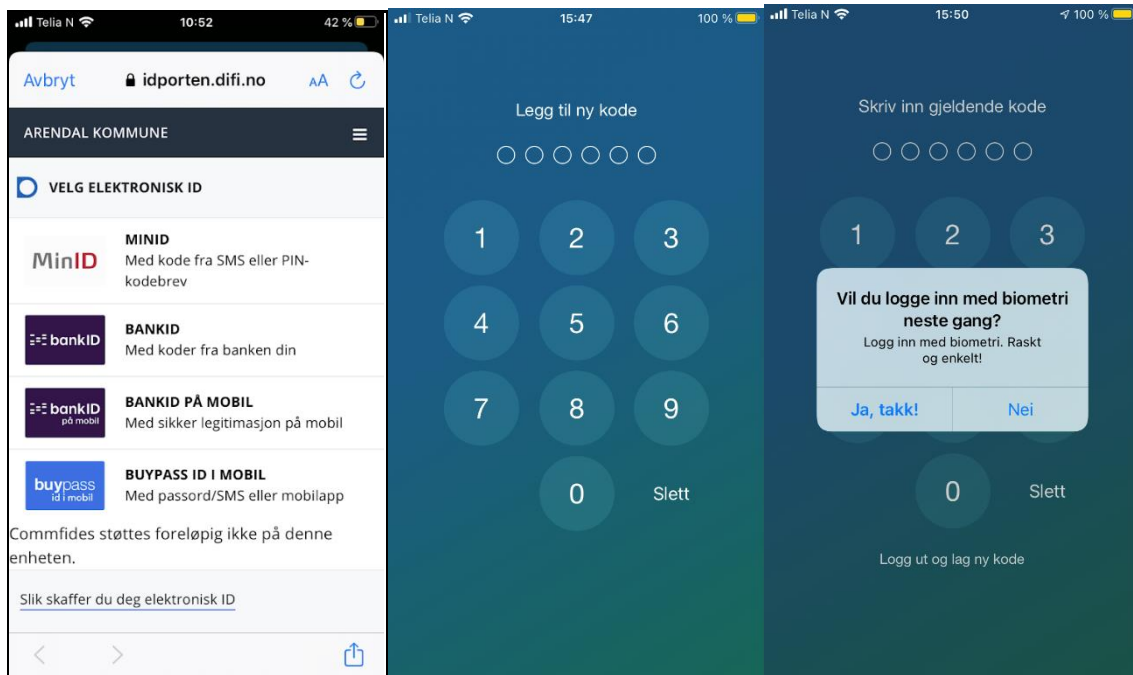 Telia N 10:52 42 %
Avbryt idporten.difi.no AA
ARENDAL KOMMUNE
VELG ELEKTRONISK ID
MinID
MINID
Med kode fra SMS eller PIN-
kodebrev
bankID
BANKID
Med koder fra banken din
bankID
på mobil
BANKID PÅ MOBIL
Med sikker legitimasjon på mobil
buypass
id i mobil
BUYPASS ID I MOBIL
Med passord/SMS eller mobilapp
Commfides støttes foreløpig ikke på denne
enheten.
Slik skaffer du deg elektronisk ID
Telia N 15:47 100 %
Legg til ny kode
1 2 3
4 5 6
7 8 9
0 Slett
Telia N 15:50 100 %
Skriv inn gjeldende kode
1 2 3
Vil du logge inn med biometri
neste gang?
Logg inn med biometri. Raskt
og enkelt!
Ja, takk! Nei
0 Slett
Logg ut og lag ny kode